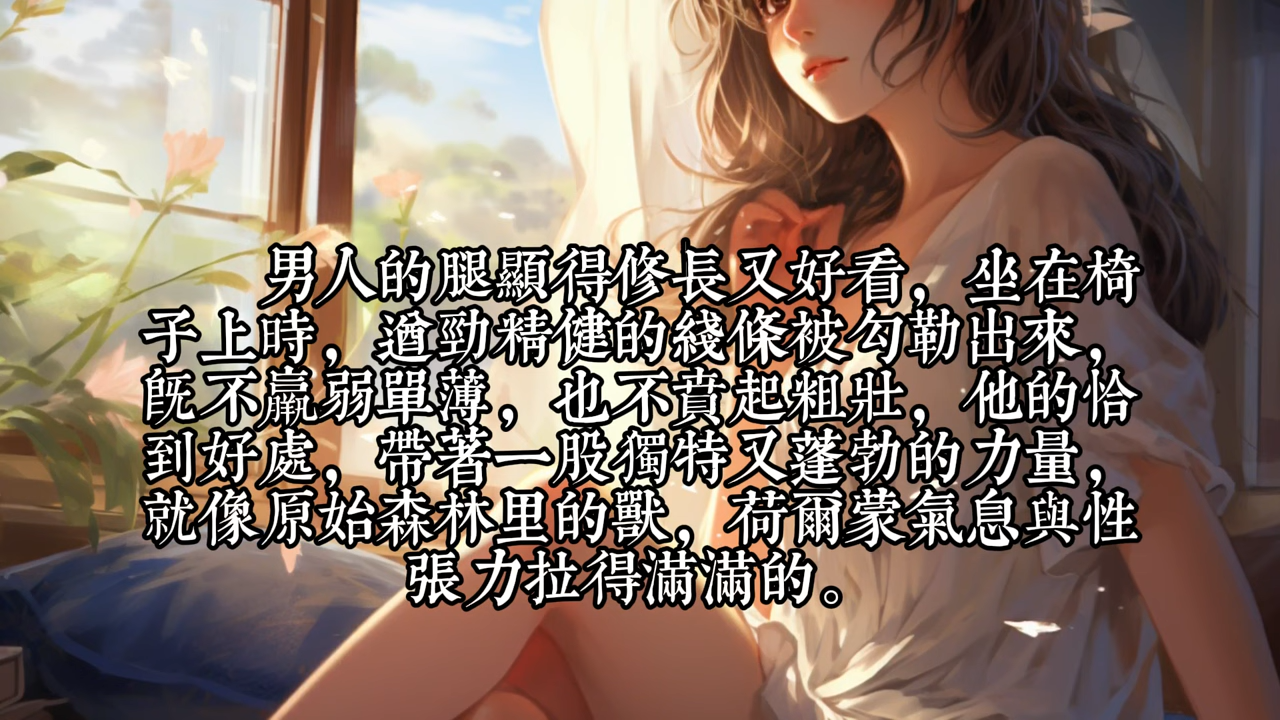 男人的腿顯得修長又好看，坐在椅
子上時，遒勁精健的綫條被勾勒出來，
既不羸弱單薄，也不賁起粗壯，他的恰
到好處，帶著一股獨特又蓬勃的力量，
就像原始森林里的獸，荷爾蒙氣息與性
張力拉得滿滿的。